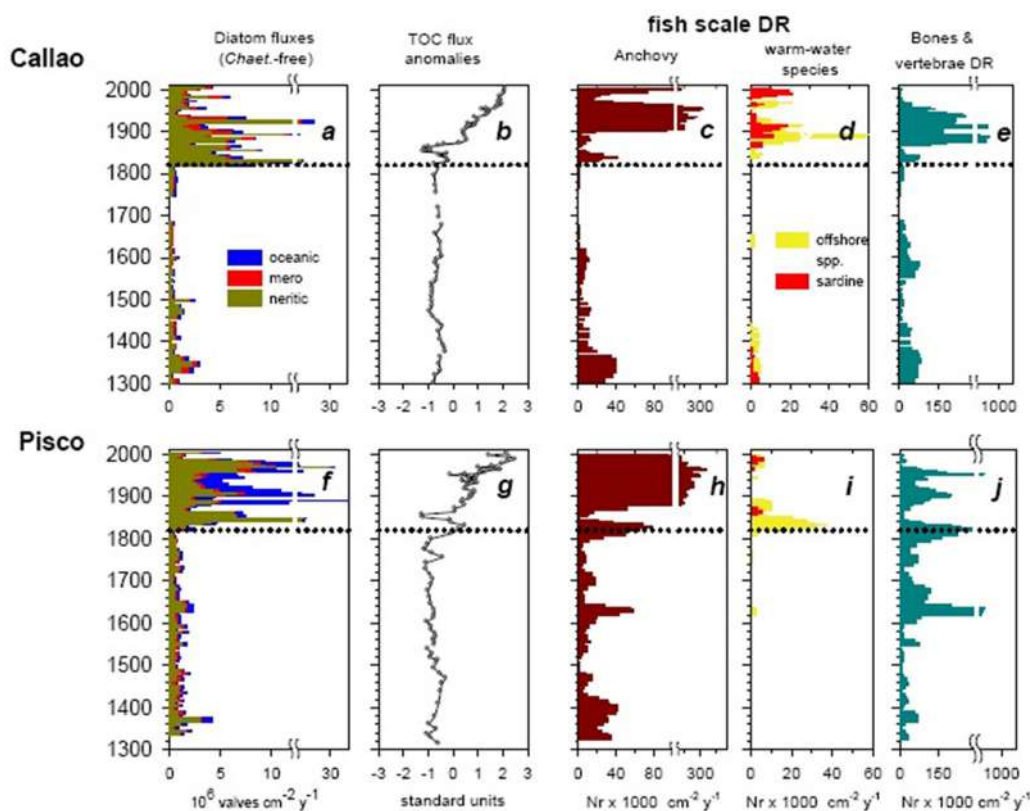 fish scale DR
Callao
Diatom fluxes
(Chaet.-free)
TOC flux
anomalies
Anchovy
warm-water
species
Bones &
vertebrae DR
2000
1900
1800
1700
1600
1500
1400
1300
a
b
c
d
e
oceanic
mero
neritic
offshore
spp.
sardine
0 5 10 30
-3 -2 -1 0 1 2 3
0 40 80 300
0 20 40 60
0 150 1000
Pisco
2000
1900
1800
1700
1600
1500
1400
1300
f
g
h
i
j
0 5 10 30
-3 -2 -1 0 1 2 3
0 40 80 300
0 20 40 60
0 150 1000
10⁶ valves cm⁻² y⁻¹
standard units
Nr x 1000 cm⁻² y⁻¹
Nr x 1000 cm⁻² y⁻¹
Nr x 1000 cm⁻² y⁻¹